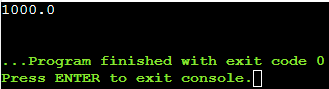 1000.0
...Program finished with exit code 0
Press ENTER to exit console.